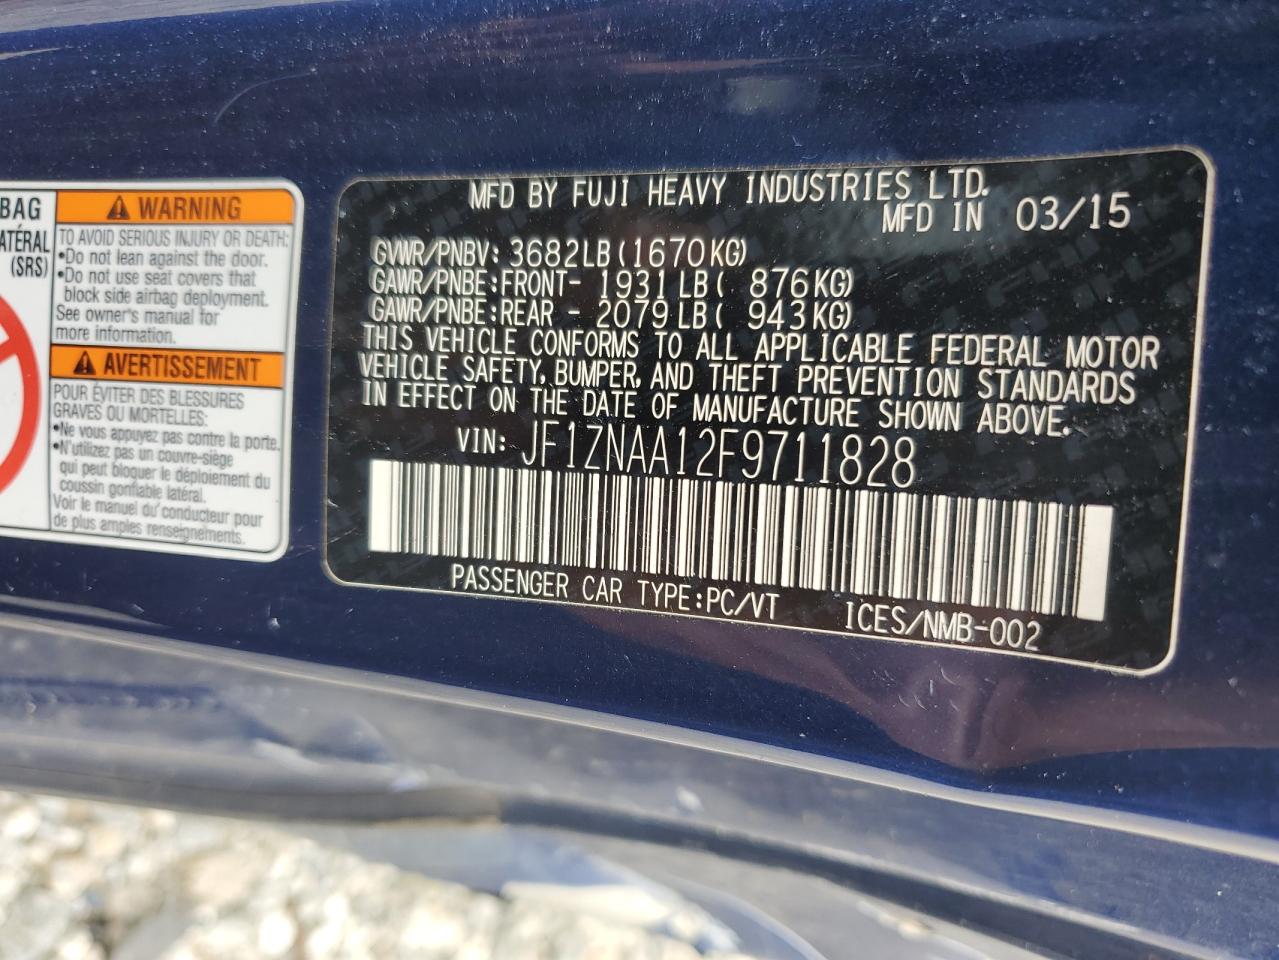 BAG
ATÉRAL
(SRS)
WARNING
TO AVOID SERIOUS INJURY OR DEATH:
•Do not lean against the door.
•Do not use seat covers that
block side airbag deployment.
See owner's manual for
more information.
AVERTISSEMENT
POUR ÉVITER DES BLESSURES
GRAVES OU MORTELLES:
•Ne vous appuyez pas contre la porte.
•N'utilizez pas un couvre-siège
qui peut bloquer le déploiement du
coussin gonflable latéral.
Voir le manuel du conducteur pour
de plus amples renseignements.
MFD BY FUJI HEAVY INDUSTRIES LTD.
MFD IN 03/15
GVWR/PNBV: 3682LB(1670KG)
GAWR/PNBE:FRONT- 1931LB( 876KG)
GAWR/PNBE:REAR - 2079LB( 943KG)
THIS VEHICLE CONFORMS TO ALL APPLICABLE FEDERAL MOTOR
VEHICLE SAFETY, BUMPER, AND THEFT PREVENTION STANDARDS
IN EFFECT ON THE DATE OF MANUFACTURE SHOWN ABOVE.
VIN: JF1ZNAA12F9711828
PASSENGER CAR TYPE:PC/VT ICES/NMB-002